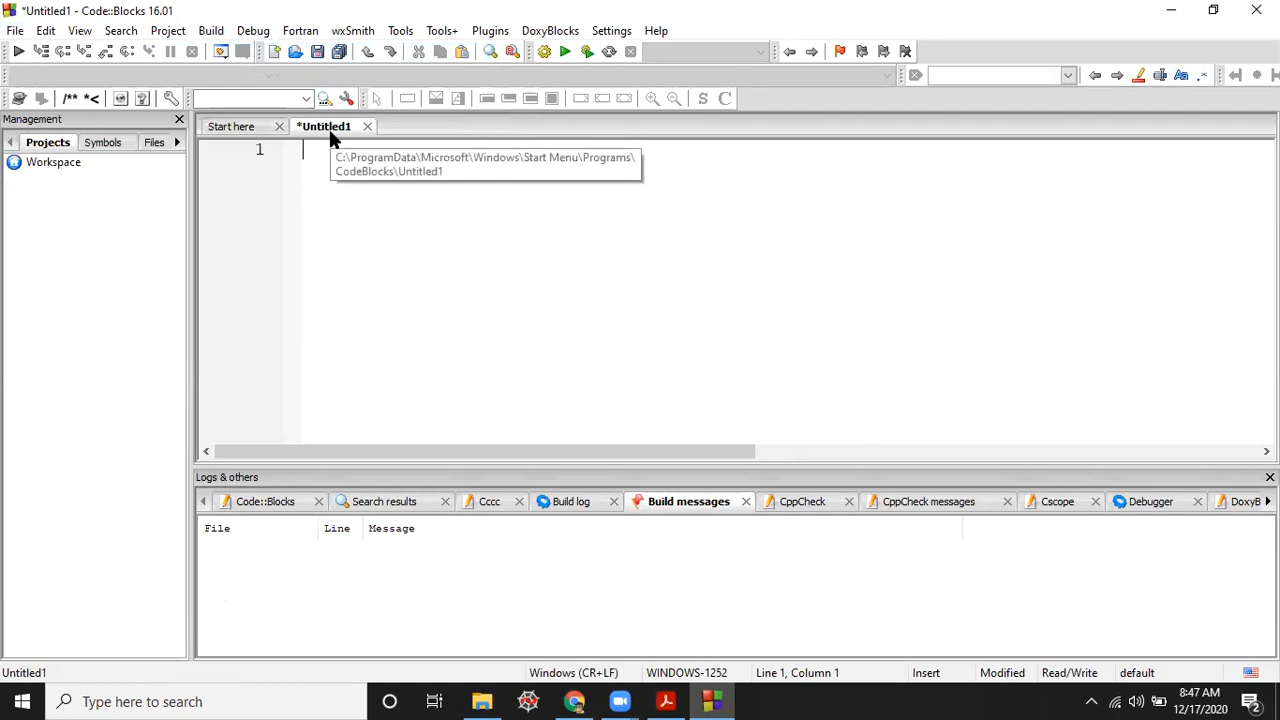 *Untitled1 - Code::Blocks 16.01
File Edit View Search Project Build Debug Fortran wxSmith Tools Tools+ Plugins DoxyBlocks Settings Help
/** *<
S C
Management
Projects Symbols Files
Workspace
Start here *Untitled1
1
C:\ProgramData\Microsoft\Windows\Start Menu\Programs\
CodeBlocks\Untitled1
Logs & others
Code::Blocks Search results Cccc Build log Build messages CppCheck CppCheck messages Cscope Debugger DoxyB
File Line Message
Untitled1 Windows (CR+LF) WINDOWS-1252 Line 1, Column 1 Insert Modified Read/Write default
Type here to search
8:47 AM
12/17/2020
2